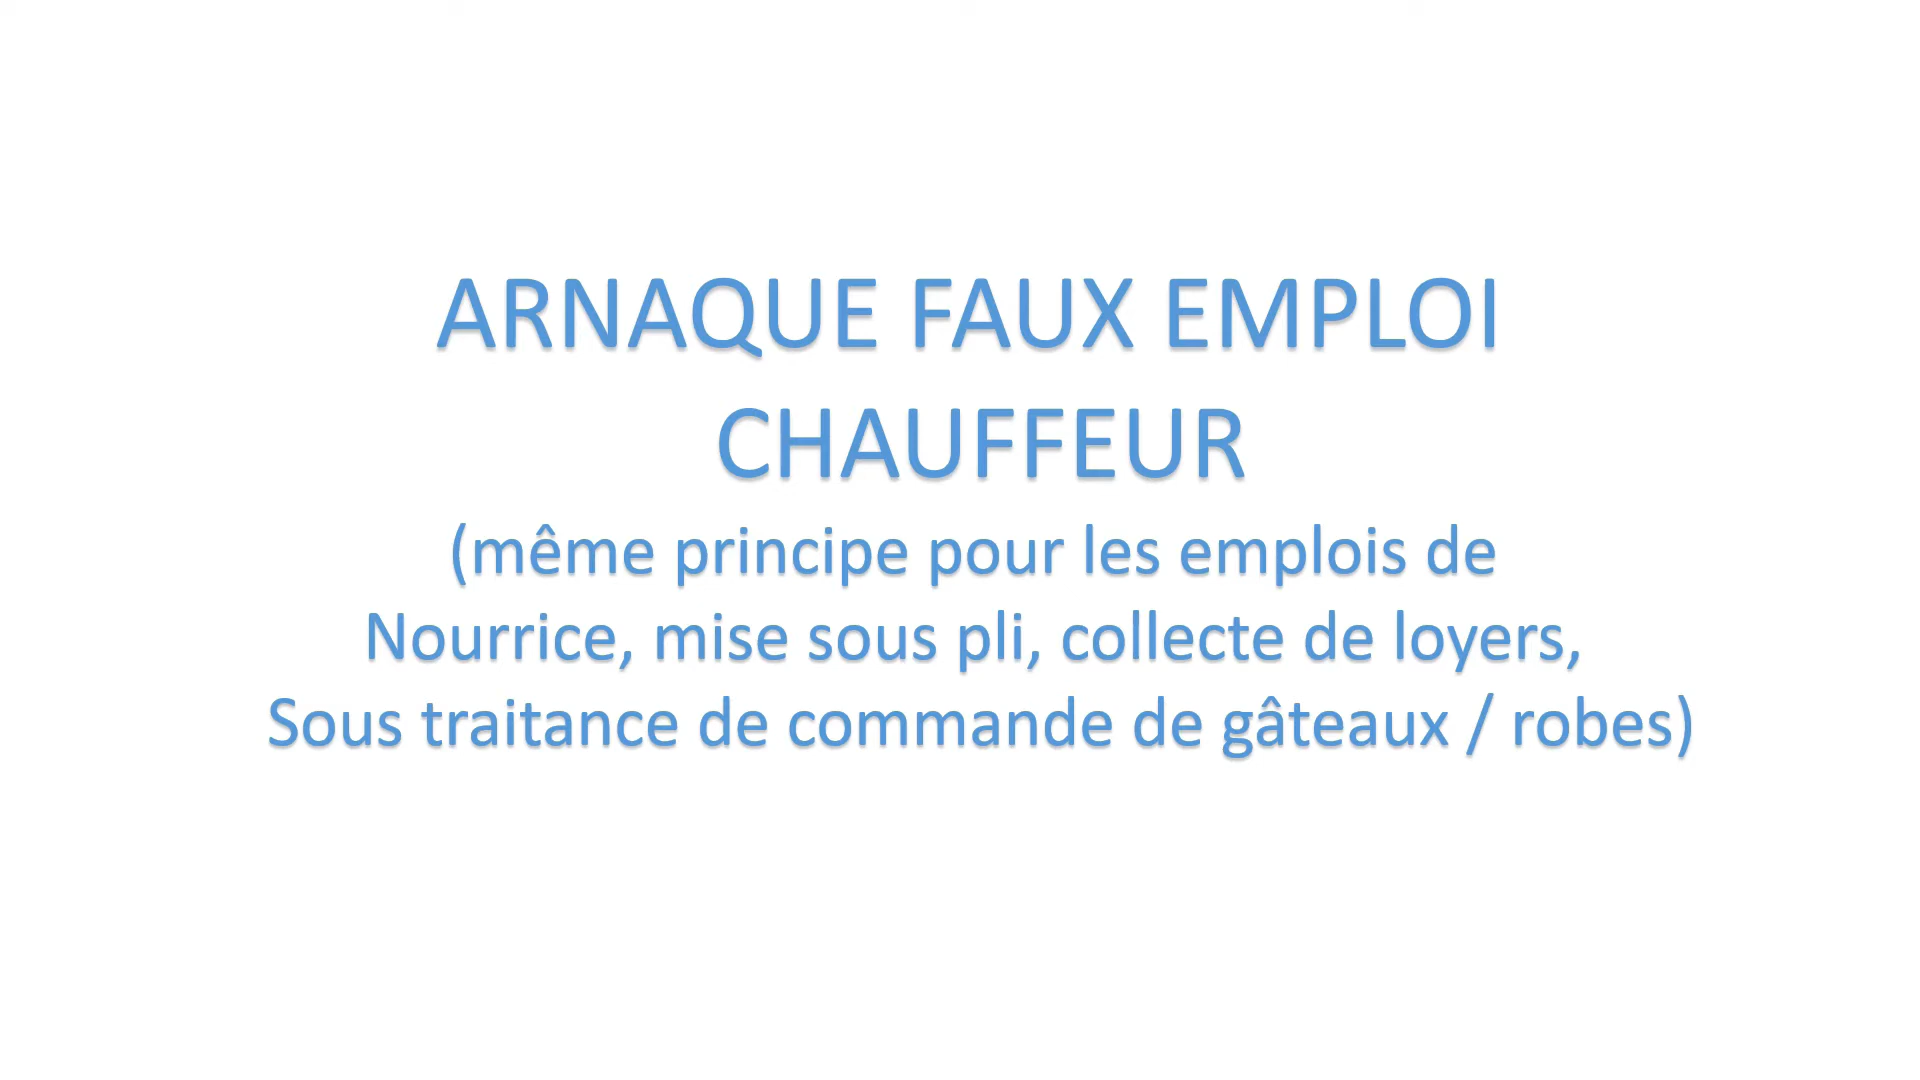 ARNAQUE FAUX EMPLOI
CHAUFFEUR
(même principe pour les emplois de
Nourrice, mise sous pli, collecte de loyers,
Sous traitance de commande de gâteaux / robes)